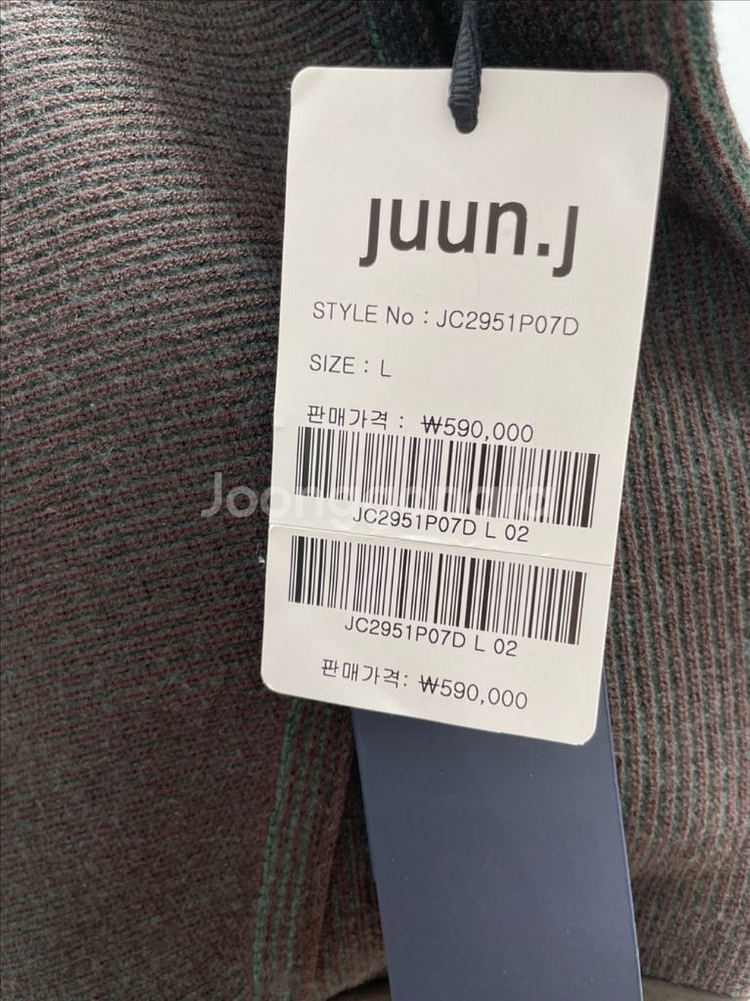 juun.j
STYLE No : JC2951P07D
SIZE : L
판매가격 : ₩590,000
Joonggonara
JC2951P07D L 02
JC2951P07D L 02
판매가격: ₩590,000